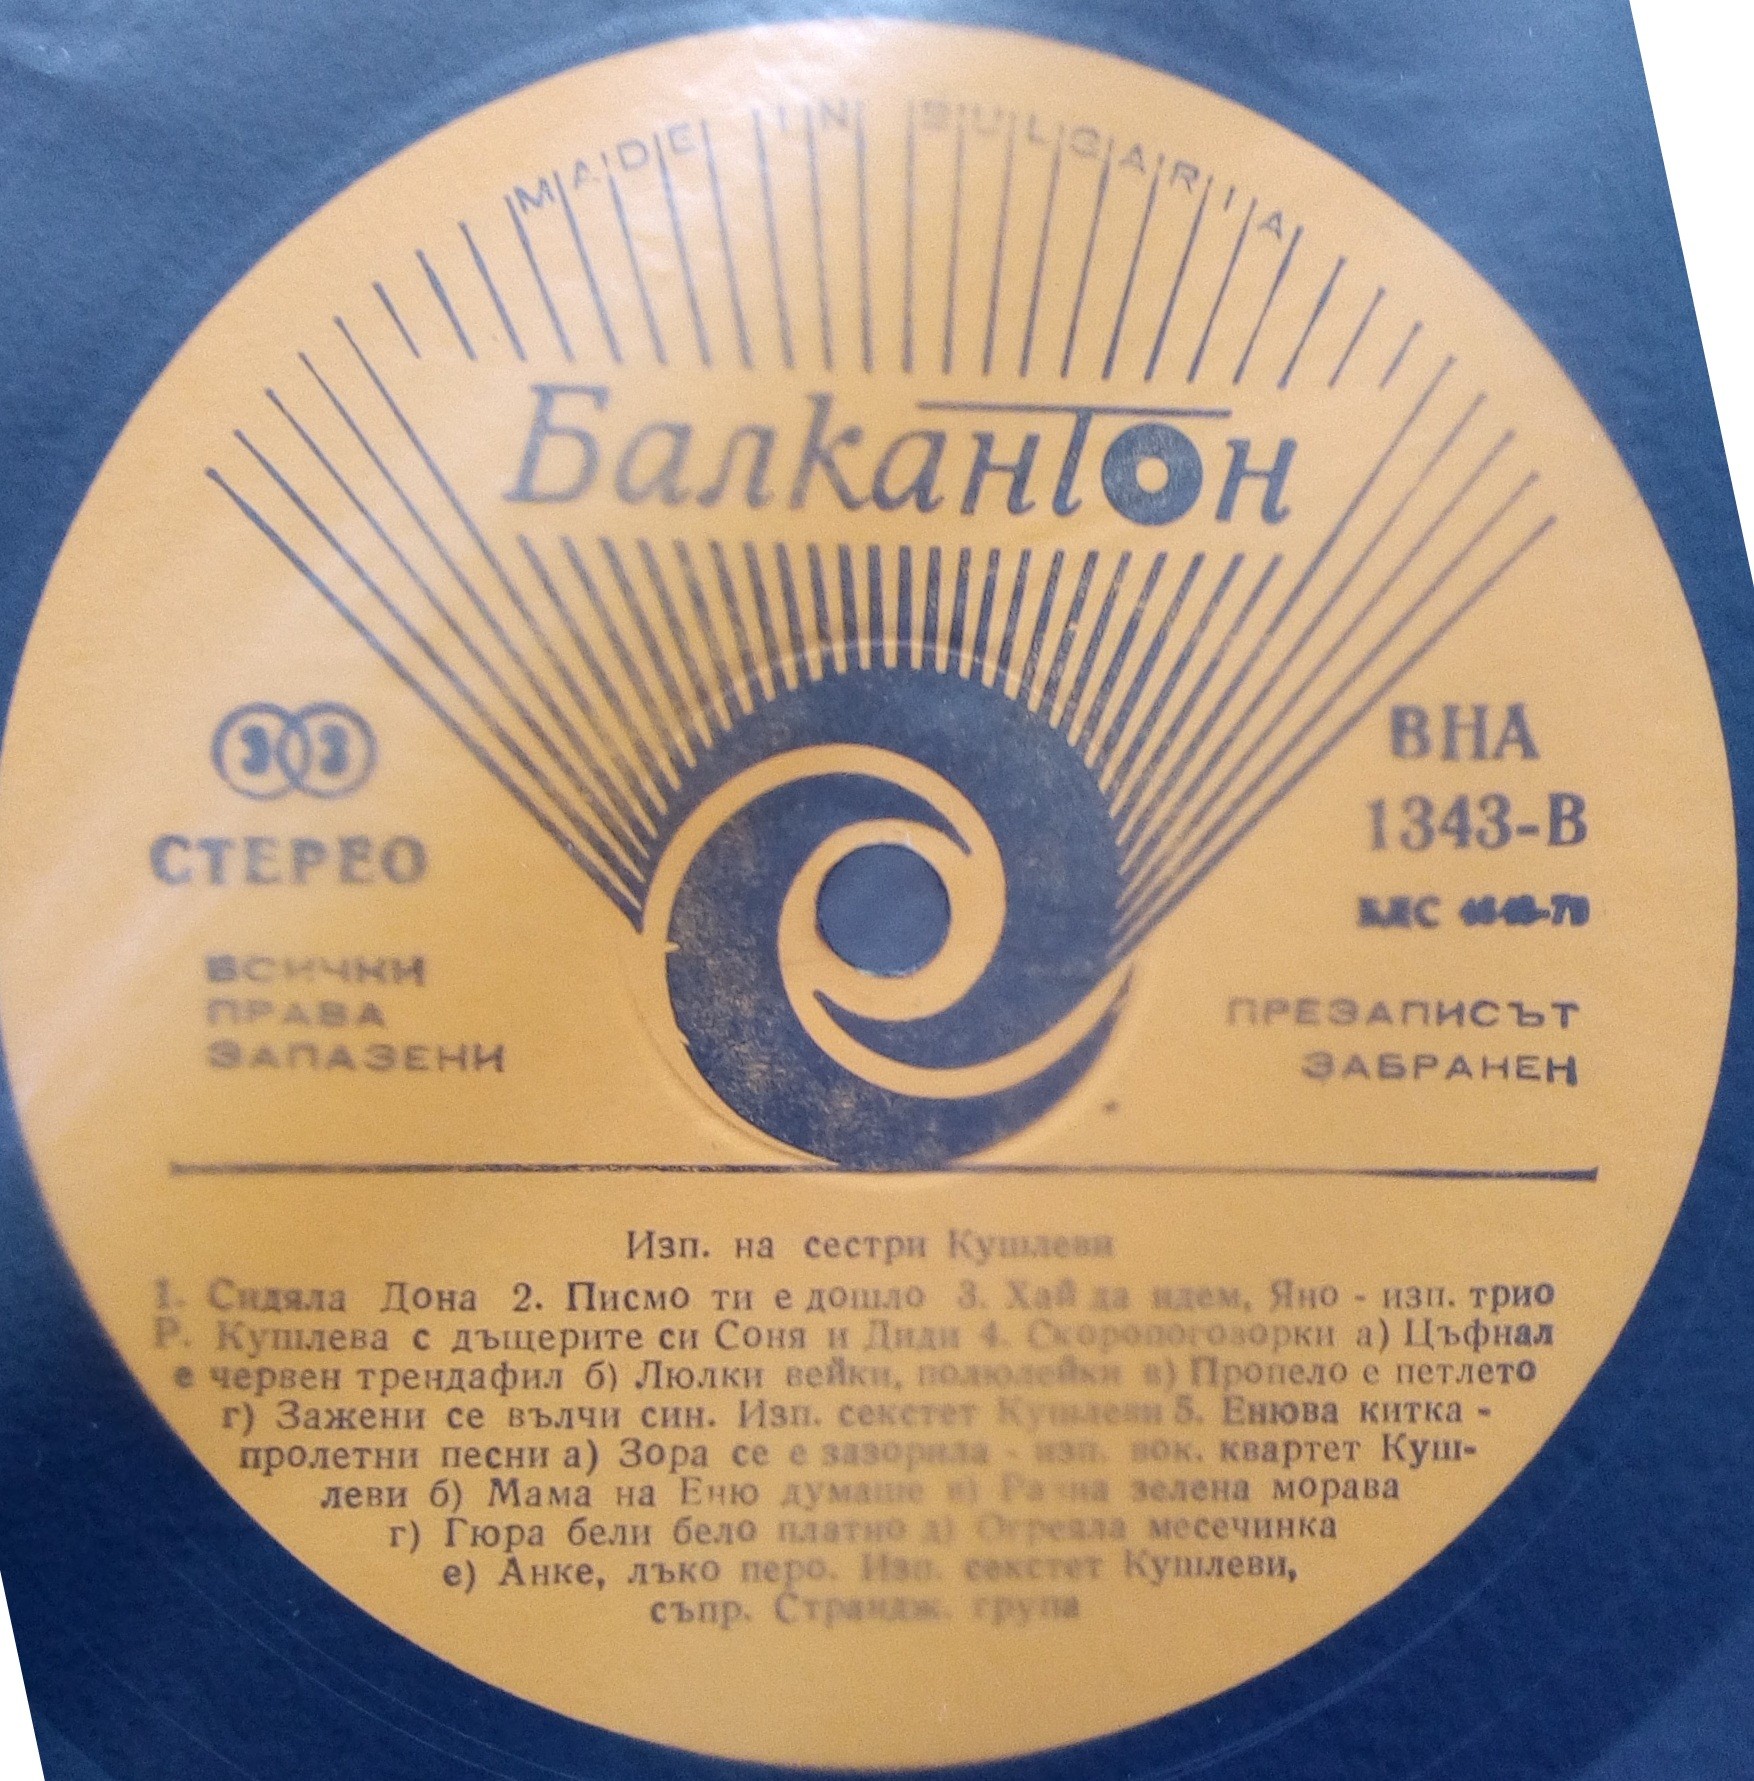 MADE IN BULGARIA
Балкантон
33
СТЕРЕО
ВСИЧКИ
ПРАВА
ЗАПАЗЕНИ
ВНА
1343-В
ПРЕЗАПИСЪТ
ЗАБРАНЕН
Изп. на сестри Кушлеви
1. Сидяла Дона 2. Писмо ти е дошло 3. Хай да идем, Яно - изп. трио
Р. Кушлева с дъщерите си Соня и Диди 4. Скоропоговорки а) Цъфнал
е червен трендафил б) Люлки вейки, полюлейки в) Пропело е петлето
г) Зажени се вълчи син. Изп. секстет Кушлеви 5. Енюва китка -
пролетни песни а) Зора се е зазорила - изп. вок. квартет Куш-
леви б) Мама на Еню думаше в) зелена морава
г) Гюра бели бело платно д) Огреяла месечинка
е) Анке, лъко перо. Изп. секстет Кушлеви,
съпр. Странdж. група